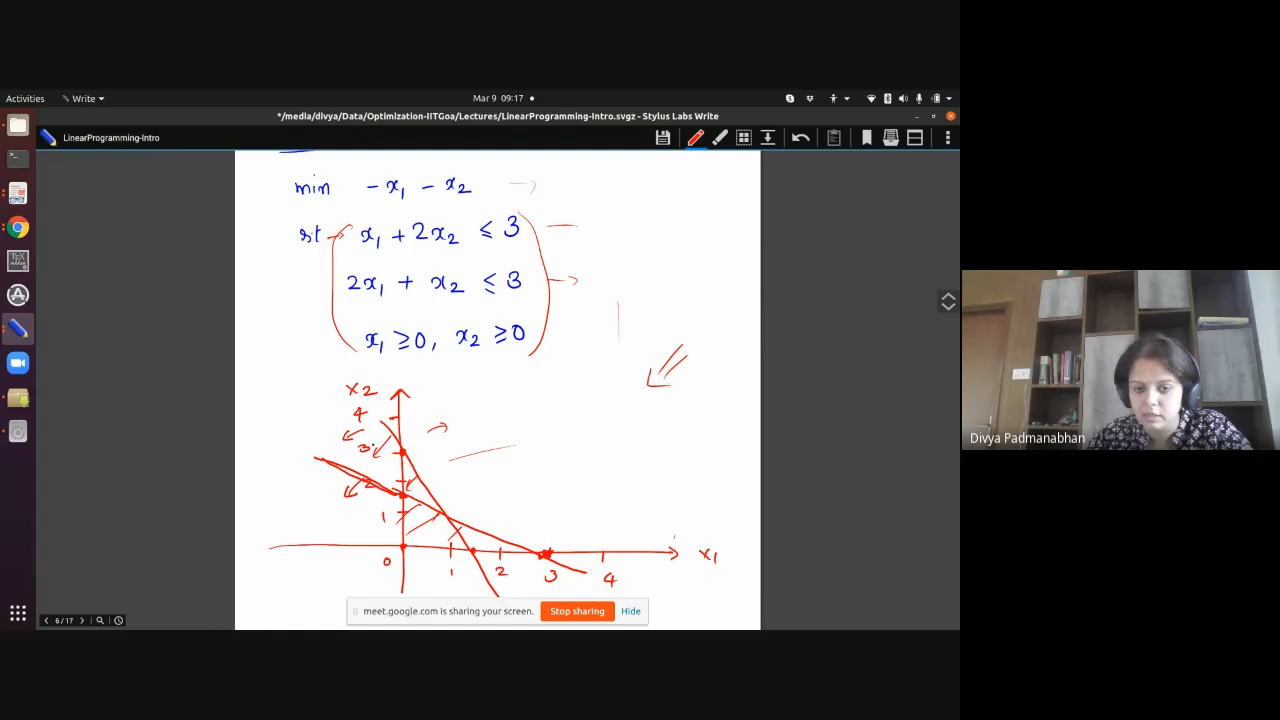 Activities
Write
Mar 9 09:17
*/media/divya/Data/Optimization-IITGoa/Lectures/LinearProgramming-Intro.svgz - Stylus Labs Write
LinearProgramming-Intro
min -x₁ - x₂
st x₁ + 2x₂ ≤ 3
2x₁ + x₂ ≤ 3
x₁ ≥ 0, x₂ ≥ 0
x2
4
3
2
1
0
1 2 3 4
x₁
meet.google.com is sharing your screen. Stop sharing Hide
6/17
Divya Padmanabhan